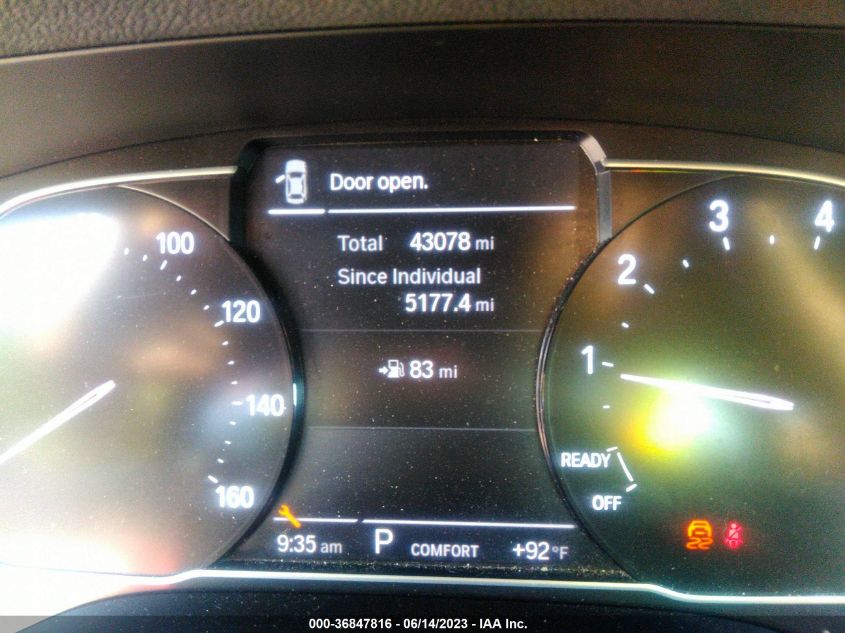 Door open.
Total 43078 mi
Since Individual
5177.4 mi
83 mi
100
120
140
160
1
2
3
4
READY
OFF
9:35 am P COMFORT +92°F
000-36847816 - 06/14/2023 - IAA Inc.